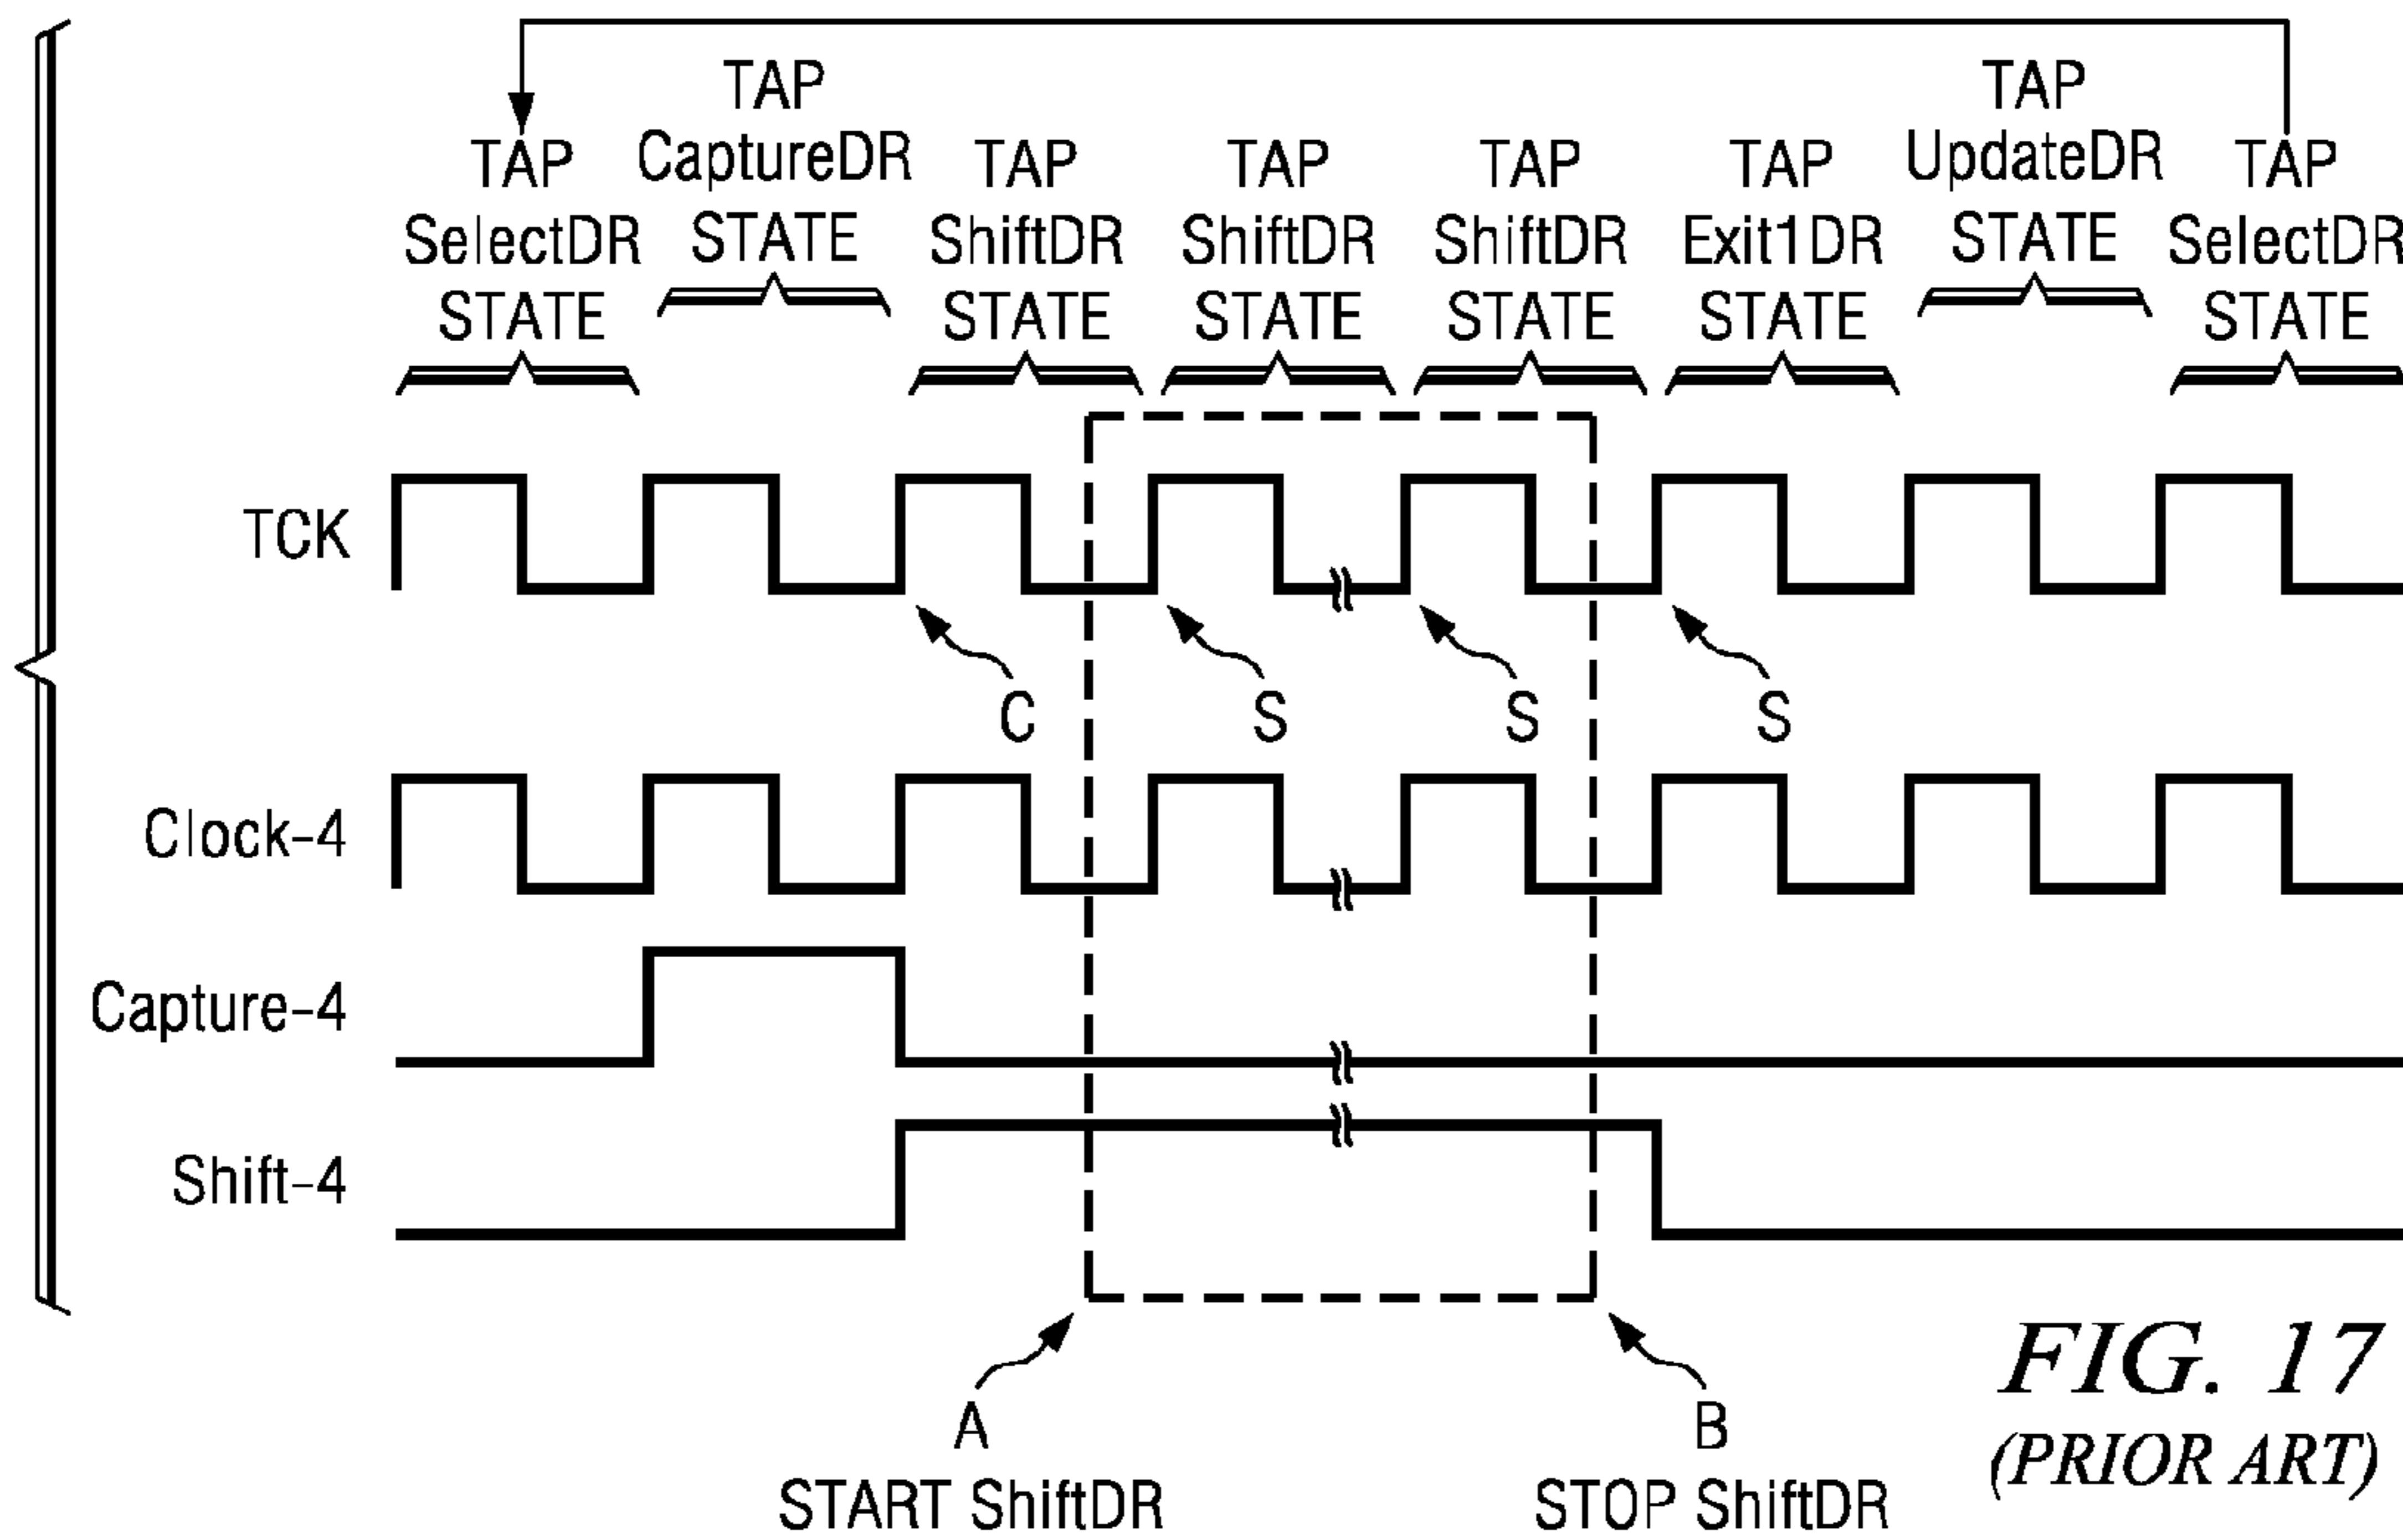 TAP
SelectDR
STATE
TAP
CaptureDR
STATE
TAP
ShiftDR
STATE
TAP
ShiftDR
STATE
TAP
ShiftDR
STATE
TAP
Exit1DR
STATE
TAP
UpdateDR
STATE
TAP
SelectDR
STATE
TCK
C
S
S
S
Clock-4
Capture-4
Shift-4
A
START ShiftDR
B
STOP ShiftDR
FIG. 17
(PRIOR ART)